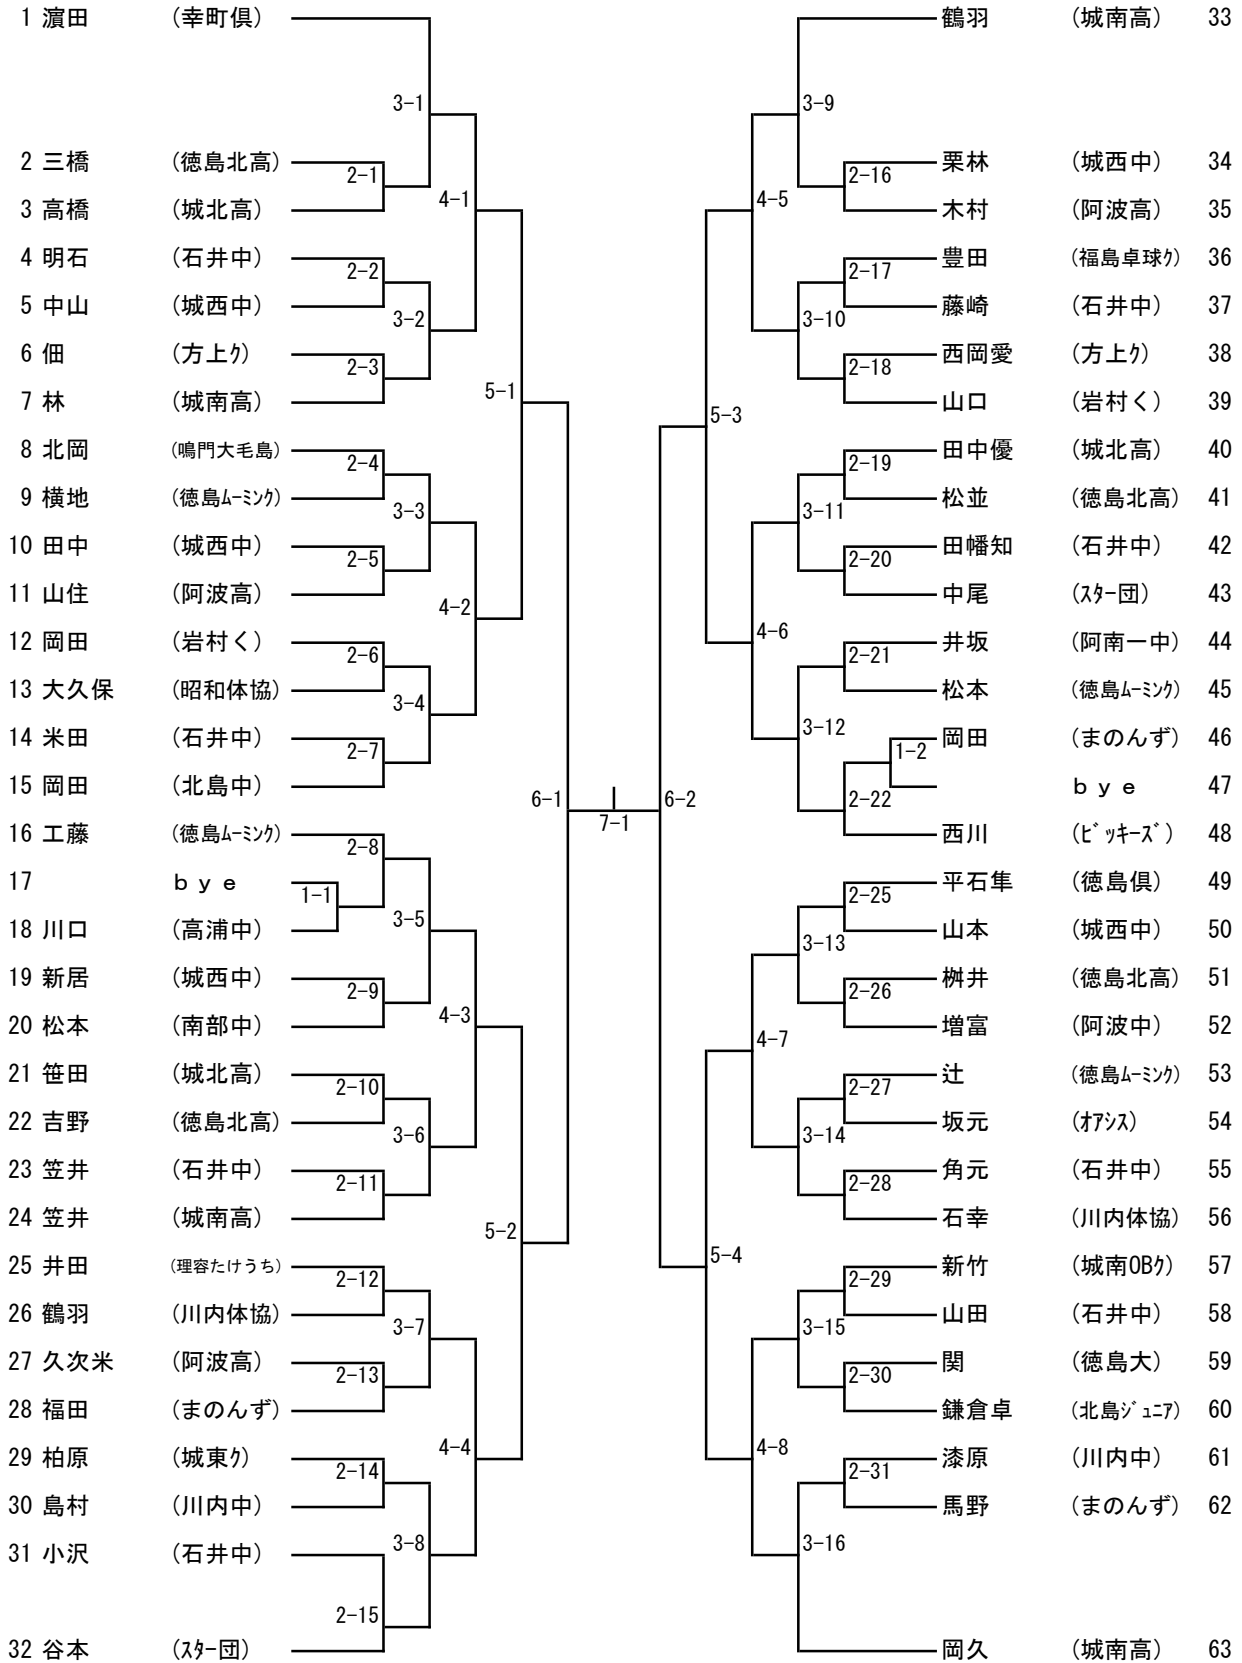 1 濵田 (幸町倶)
3-1
2 三橋 (徳島北高)
2-1
3 高橋 (城北高)
4-1
4 明石 (石井中)
2-2
5 中山 (城西中)
3-2
6 佃 (方上ｸ)
2-3
7 林 (城南高)
5-1
8 北岡 (鳴門大毛島)
2-4
9 横地 (徳島ﾑｰﾐﾝｸ)
3-3
10 田中 (城西中)
2-5
11 山住 (阿波高)
4-2
12 岡田 (岩村く)
2-6
13 大久保 (昭和体協)
3-4
14 米田 (石井中)
2-7
15 岡田 (北島中)
6-1
16 工藤 (徳島ﾑｰﾐﾝｸ)
2-8
17 ｂｙｅ
1-1
18 川口 (高浦中)
3-5
19 新居 (城西中)
2-9
20 松本 (南部中)
4-3
21 笹田 (城北高)
2-10
22 吉野 (徳島北高)
3-6
23 笠井 (石井中)
2-11
24 笠井 (城南高)
5-2
25 井田 (理容たけうち)
2-12
26 鶴羽 (川内体協)
3-7
27 久次米 (阿波高)
2-13
28 福田 (まのんず)
4-4
29 柏原 (城東ｸ)
2-14
30 島村 (川内中)
3-8
31 小沢 (石井中)
2-15
32 谷本 (ｽﾀｰ団)
7-1
鶴羽 (城南高) 33
3-9
栗林 (城西中) 34
2-16
木村 (阿波高) 35
4-5
豊田 (福島卓球ｸ) 36
2-17
藤崎 (石井中) 37
3-10
西岡愛 (方上ｸ) 38
2-18
山口 (岩村く) 39
5-3
田中優 (城北高) 40
2-19
松並 (徳島北高) 41
3-11
田幡知 (石井中) 42
2-20
中尾 (ｽﾀｰ団) 43
4-6
井坂 (阿南一中) 44
2-21
松本 (徳島ﾑｰﾐﾝｸ) 45
3-12
岡田 (まのんず) 46
1-2
ｂｙｅ 47
6-2
2-22
西川 (ﾋﾞｯｷｰｽﾞ) 48
平石隼 (徳島倶) 49
2-25
山本 (城西中) 50
3-13
桝井 (徳島北高) 51
2-26
増富 (阿波中) 52
4-7
辻 (徳島ﾑｰﾐﾝｸ) 53
2-27
坂元 (ｵｱｼｽ) 54
3-14
角元 (石井中) 55
2-28
石幸 (川内体協) 56
5-4
新竹 (城南OBｸ) 57
2-29
山田 (石井中) 58
3-15
関 (徳島大) 59
2-30
鎌倉卓 (北島ｼﾞｭﾆｱ) 60
4-8
漆原 (川内中) 61
2-31
馬野 (まのんず) 62
3-16
岡久 (城南高) 63